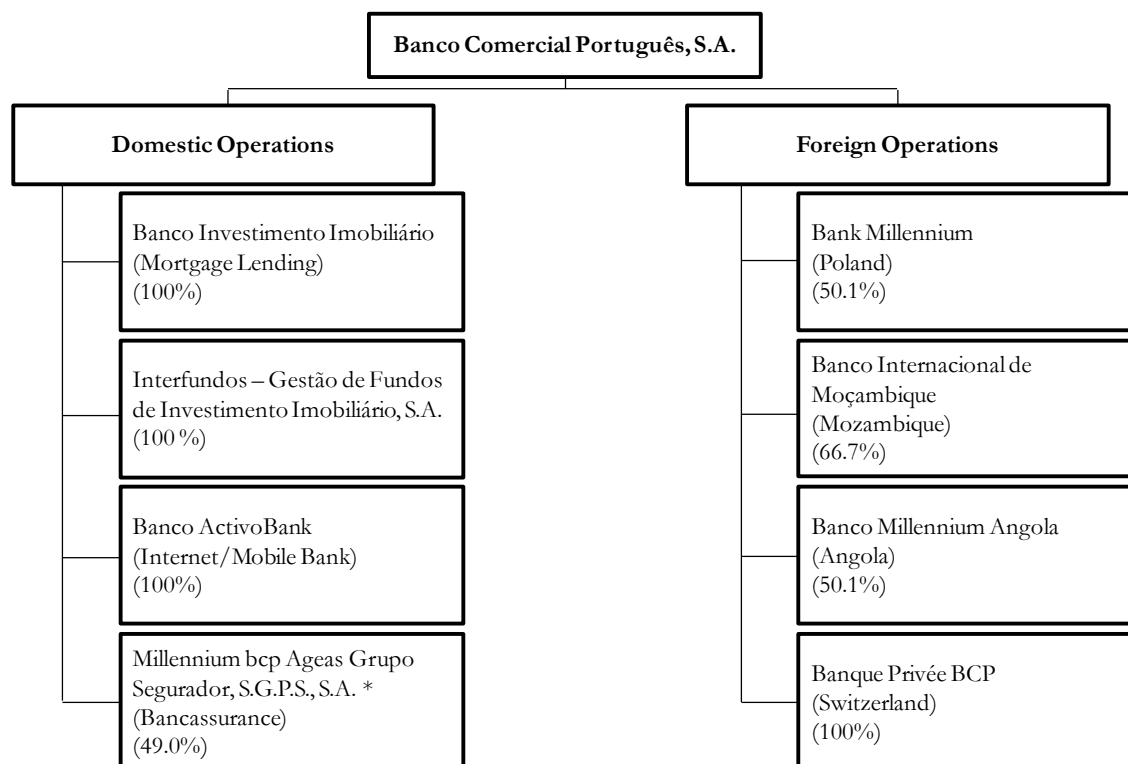 Banco Comercial Português, S.A.
Domestic Operations
Banco Investimento Imobiliário
(Mortgage Lending)
(100%)
Interfundos – Gestão de Fundos
de Investimento Imobiliário, S.A.
(100 %)
Banco ActivoBank
(Internet/Mobile Bank)
(100%)
Millennium bcp Ageas Grupo
Segurador, S.G.P.S., S.A. *
(Bancassurance)
(49.0%)
Foreign Operations
Bank Millennium
(Poland)
(50.1%)
Banco Internacional de
Moçambique
(Mozambique)
(66.7%)
Banco Millennium Angola
(Angola)
(50.1%)
Banque Privée BCP
(Switzerland)
(100%)